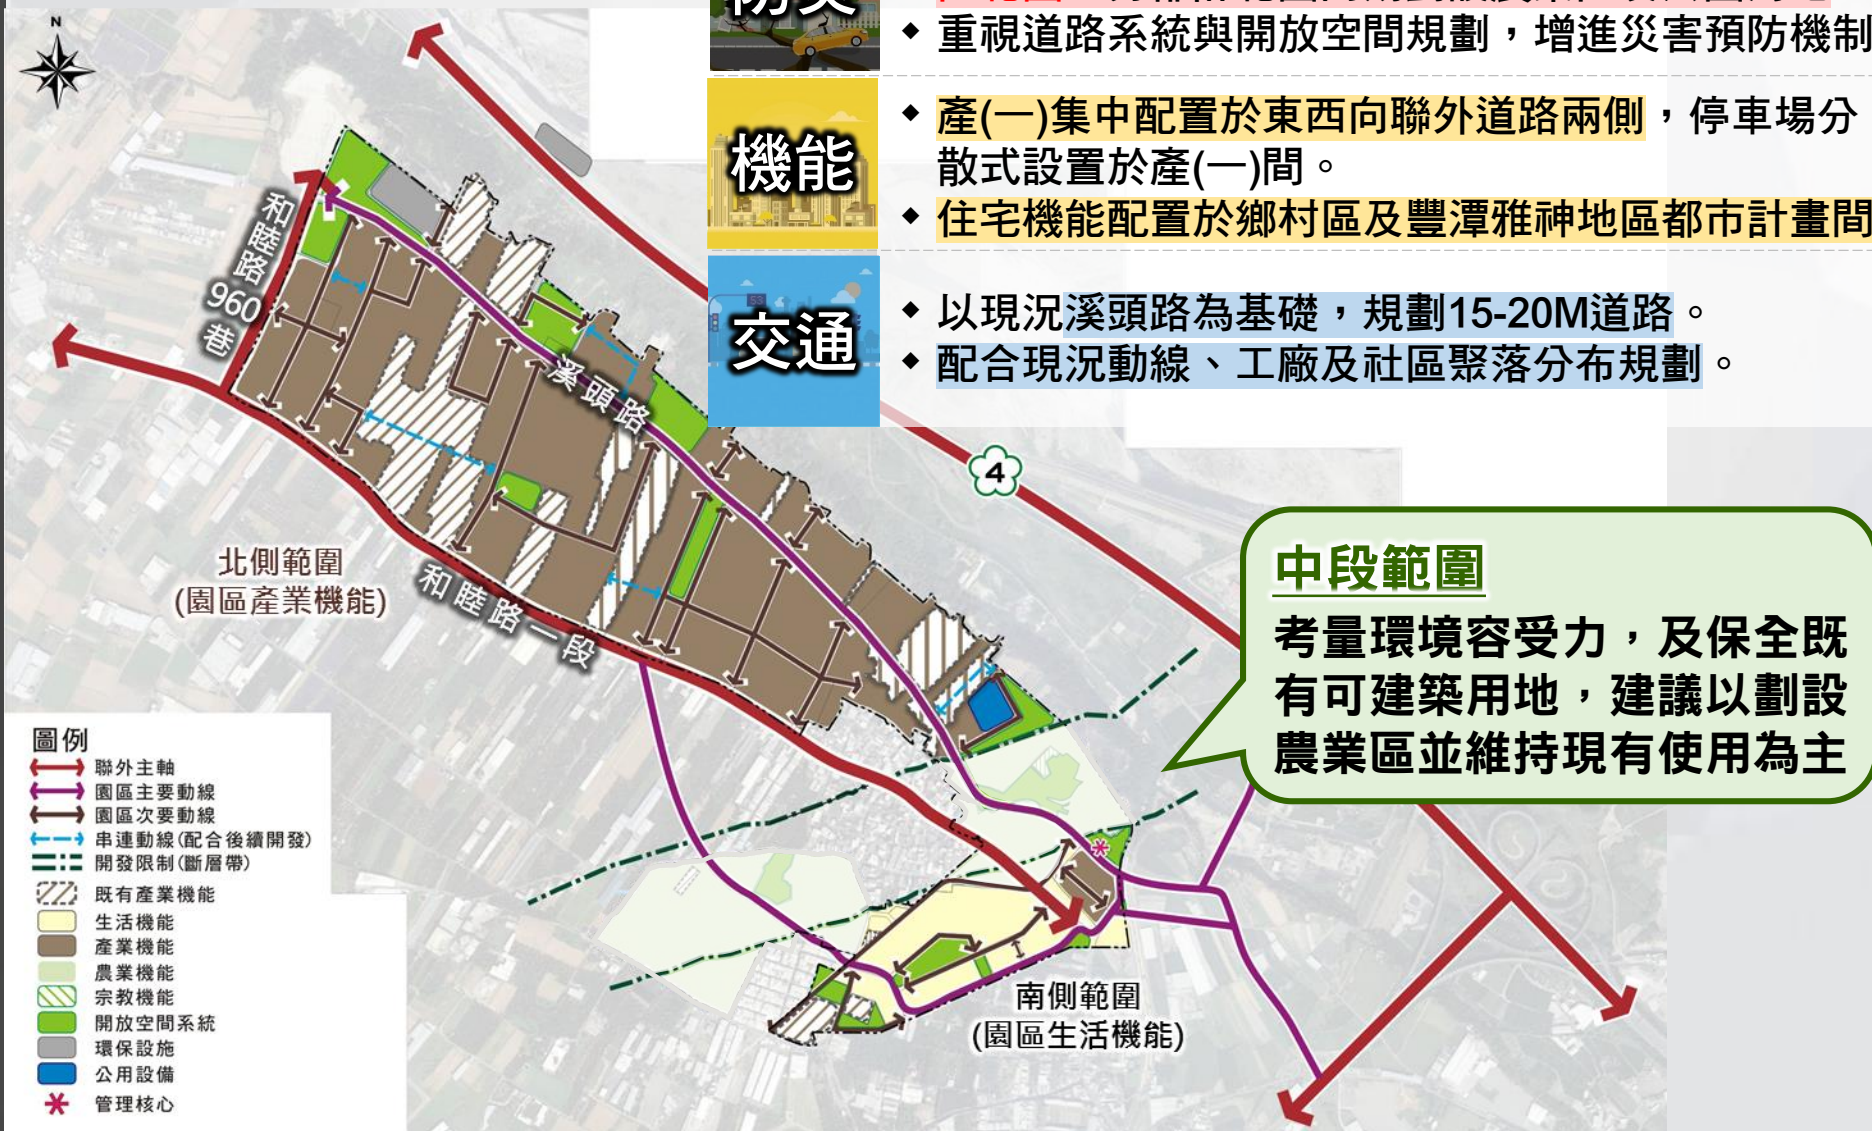 防災
◆ 重視道路系統與開放空間規劃，增進災害預防機制
機能
◆ 產(一)集中配置於東西向聯外道路兩側，停車場分
散式設置於產(一)間。
◆ 住宅機能配置於鄉村區及豐潭雅神地區都市計畫間
交通
◆ 以現況溪頭路為基礎，規劃15-20M道路。
◆ 配合現況動線、工廠及社區聚落分布規劃。
N
和睦路960巷
溪頭路
4
北側範圍
(園區產業機能)
和睦路一段
中段範圍
考量環境容受力，及保全既
有可建築用地，建議以劃設
農業區並維持現有使用為主
南側範圍
(園區生活機能)
圖例
聯外主軸
園區主要動線
園區次要動線
串連動線(配合後續開發)
開發限制(斷層帶)
既有產業機能
生活機能
產業機能
農業機能
宗教機能
開放空間系統
環保設施
公用設備
管理核心